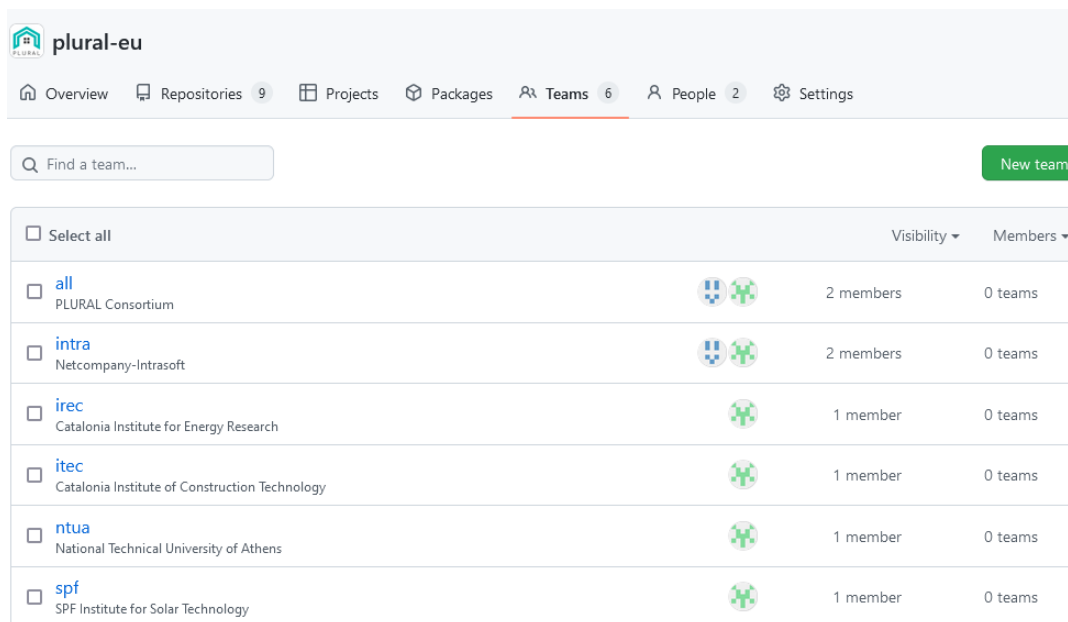 PLURAL
plural-eu
Overview Repositories 9 Projects Packages Teams 6 People 2 Settings
Find a team...
New team
Select all Visibility Members
all
PLURAL Consortium
2 members 0 teams
intra
Netcompany-Intrasoft
2 members 0 teams
irec
Catalonia Institute for Energy Research
1 member 0 teams
itec
Catalonia Institute of Construction Technology
1 member 0 teams
ntua
National Technical University of Athens
1 member 0 teams
spf
SPF Institute for Solar Technology
1 member 0 teams